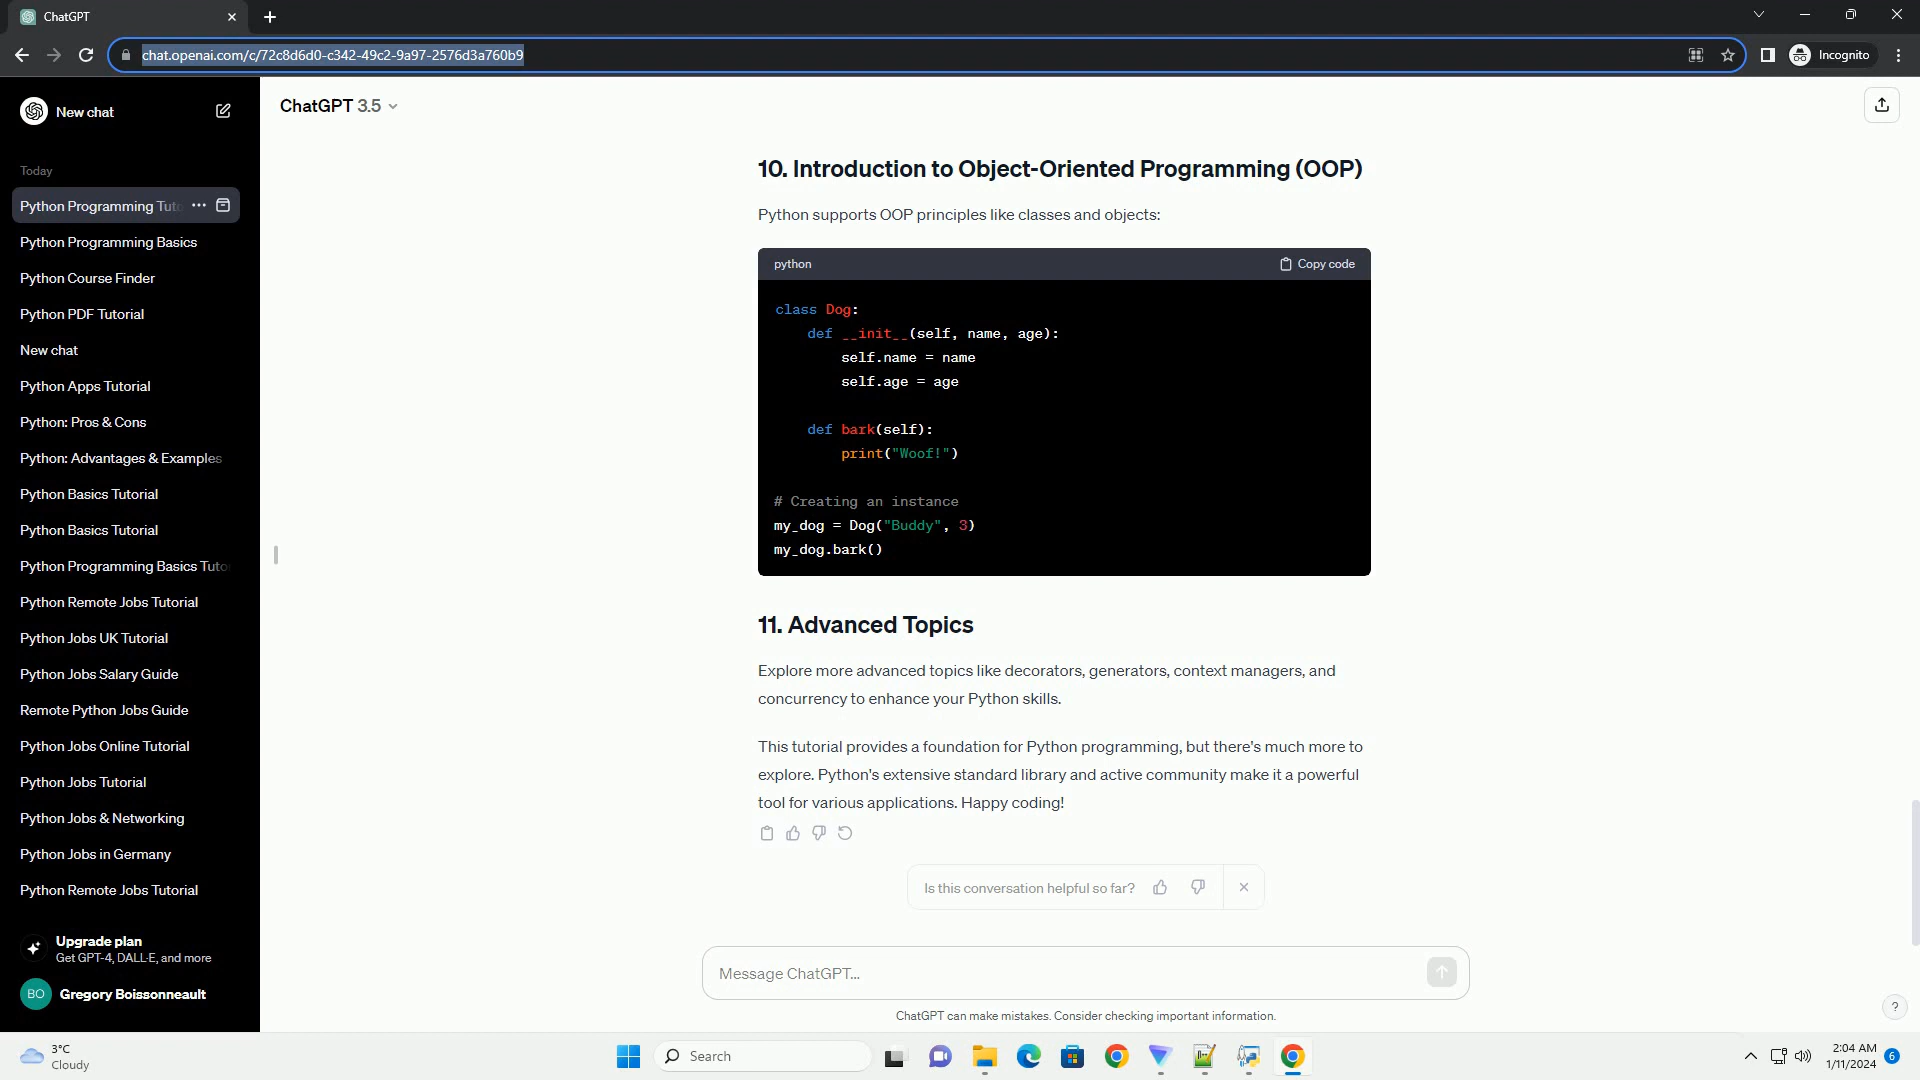 ChatGPT
chat.openai.com/c/72c8d6d0-c342-49c2-9a97-2576d3a760b9
Incognito
New chat
ChatGPT 3.5
Today
Python Programming Tuto
Python Programming Basics
Python Course Finder
Python PDF Tutorial
New chat
Python Apps Tutorial
Python: Pros & Cons
Python: Advantages & Examples
Python Basics Tutorial
Python Basics Tutorial
Python Programming Basics Tuto
Python Remote Jobs Tutorial
Python Jobs UK Tutorial
Python Jobs Salary Guide
Remote Python Jobs Guide
Python Jobs Online Tutorial
Python Jobs Tutorial
Python Jobs & Networking
Python Jobs in Germany
Python Remote Jobs Tutorial
Upgrade plan
Get GPT-4, DALL·E, and more
BO
Gregory Boissonneault
10. Introduction to Object-Oriented Programming (OOP)
Python supports OOP principles like classes and objects:
python
Copy code
class Dog:
def __init__(self, name, age):
self.name = name
self.age = age
def bark(self):
print("Woof!")
# Creating an instance
my_dog = Dog("Buddy", 3)
my_dog.bark()
11. Advanced Topics
Explore more advanced topics like decorators, generators, context managers, and
concurrency to enhance your Python skills.
This tutorial provides a foundation for Python programming, but there's much more to
explore. Python's extensive standard library and active community make it a powerful
tool for various applications. Happy coding!
Is this conversation helpful so far?
Message ChatGPT...
ChatGPT can make mistakes. Consider checking important information.
?
3°C
Cloudy
Search
2:04 AM
1/11/2024
6